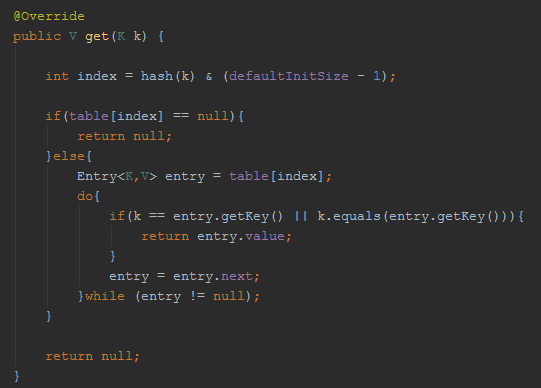 @Override
public V get(K k) {
int index = hash(k) & (defaultInitSize - 1);
if(table[index] == null){
return null;
}else{
Entry<K,V> entry = table[index];
do{
if(k == entry.getKey() || k.equals(entry.getKey())){
return entry.value;
}
entry = entry.next;
}while (entry != null);
}
return null;
}